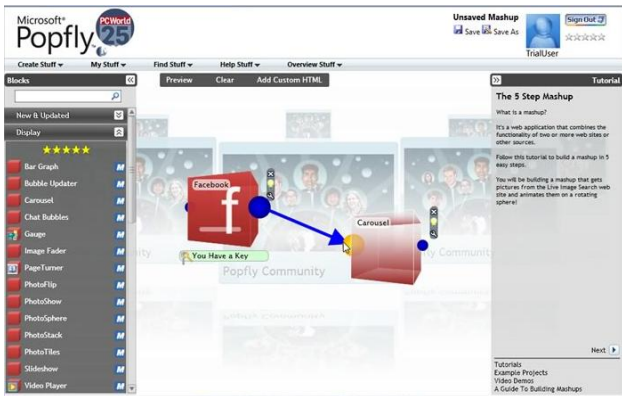 Microsoft®
Popfly
PCWorld
25
Unsaved Mashup
Save Save As
Sign Out
TrialUser
Create Stuff My Stuff Find Stuff Help Stuff Overview Stuff
Blocks
Preview Clear Add Custom HTML
Tutorial
New & Updated
Display
Bar Graph M
Bubble Updater M
Carousel M
Chat Bubbles M
Gauge M
Image Fader M
PageTurner M
PhotoFlip M
PhotoShow M
PhotoSphere M
PhotoStack M
PhotoTiles M
Slideshow M
Video Player M
Facebook
f
Carousel
You Have a Key
nity
Popfly Community
Community
The 5 Step Mashup
What is a mashup?
It's a web application that combines the
functionality of two or more web sites or
other sources.
Follow this tutorial to build a mashup in 5
easy steps.
You will be building a mashup that gets
pictures from the Live Image Search web
site and animates them on a rotating
sphere!
Next
Tutorials
Example Projects
Video Demos
A Guide To Building Mashups